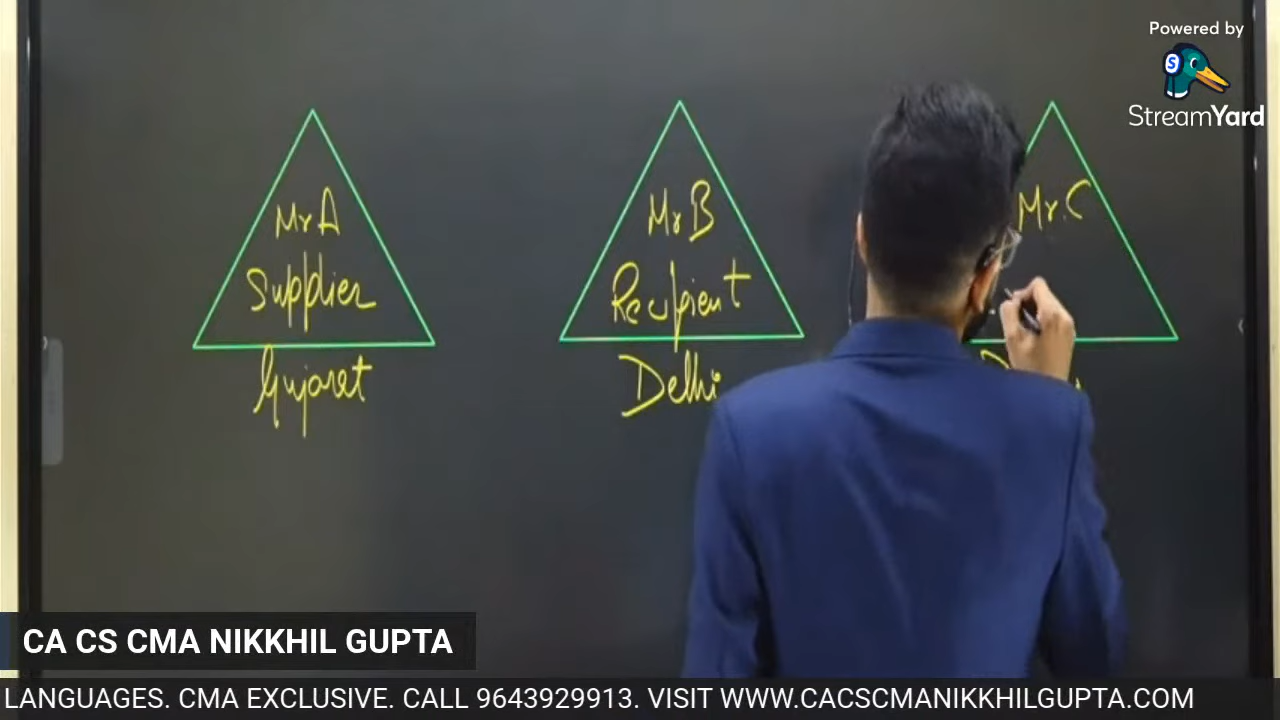 Powered by
StreamYard
Mr A
Supplier
Gujarat
Mr B
Recipient
Delhi
Mr. C
CA CS CMA NIKKHIL GUPTA
LANGUAGES. CMA EXCLUSIVE. CALL 9643929913. VISIT WWW.CACSCMANIKKHILGUPTA.COM